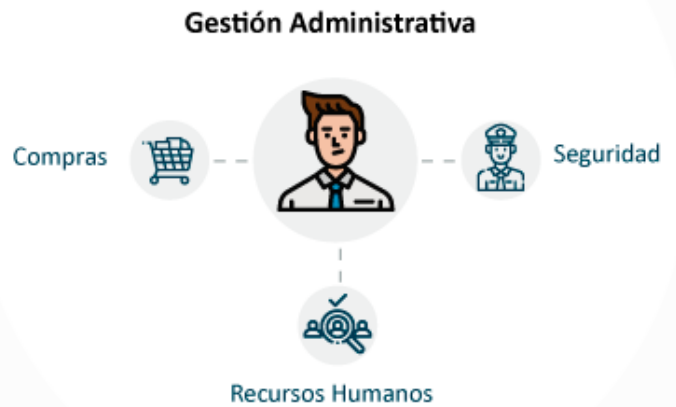 Gestión Administrativa
Compras
Seguridad
Recursos Humanos